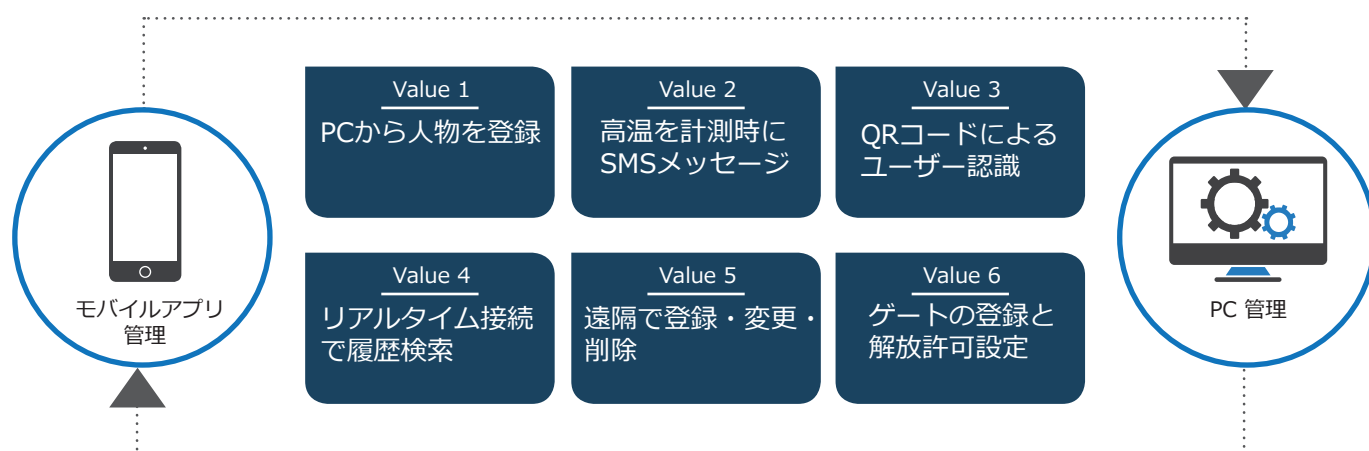 Value 1
PCから人物を登録
Value 2
高温を計測時に
SMSメッセージ
Value 3
QRコードによる
ユーザー認識
モバイルアプリ
管理
PC 管理
Value 4
リアルタイム接続
で履歴検索
Value 5
遠隔で登録・変更・
削除
Value 6
ゲートの登録と
解放許可設定